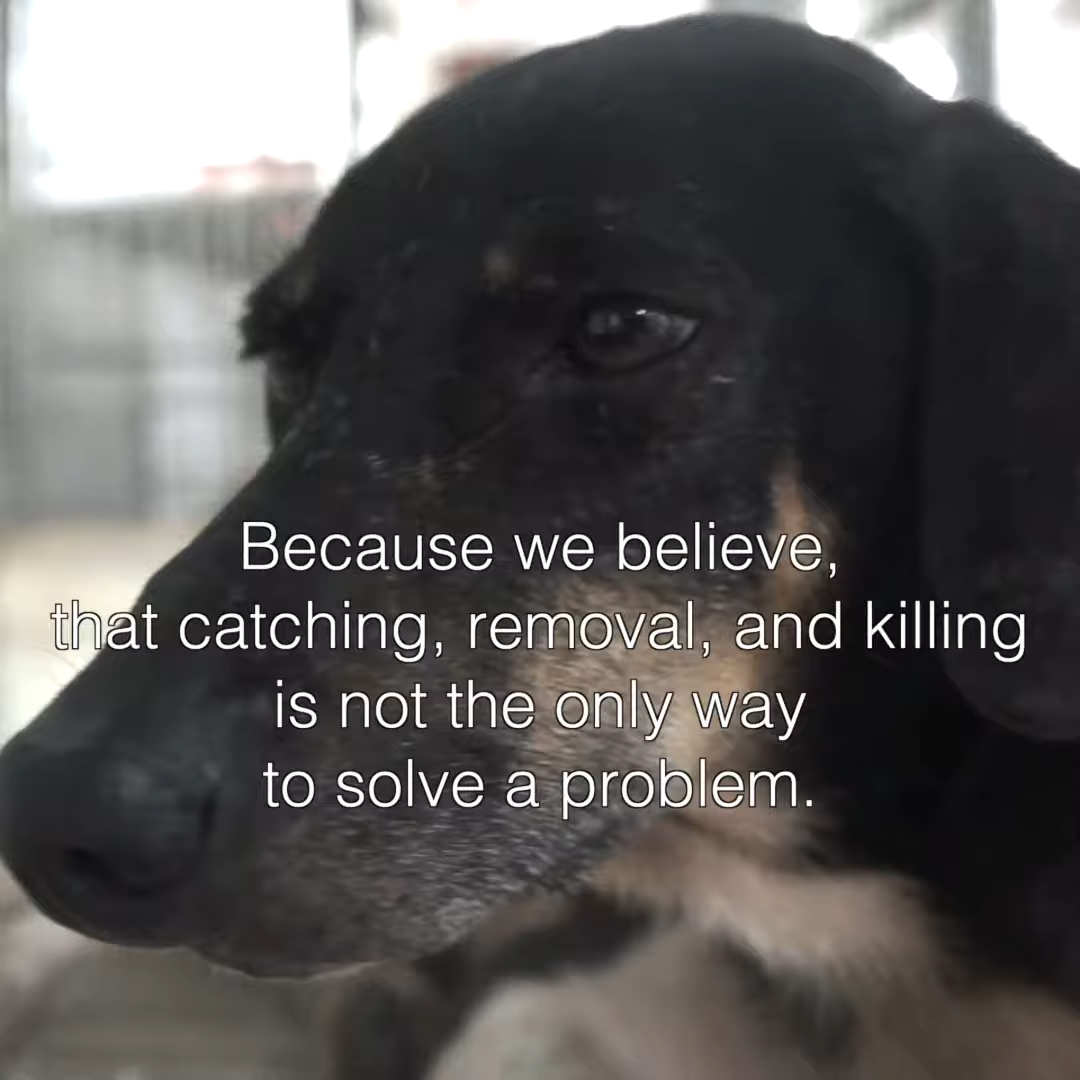 Because we believe,
that catching, removal, and killing
is not the only way
to solve a problem.